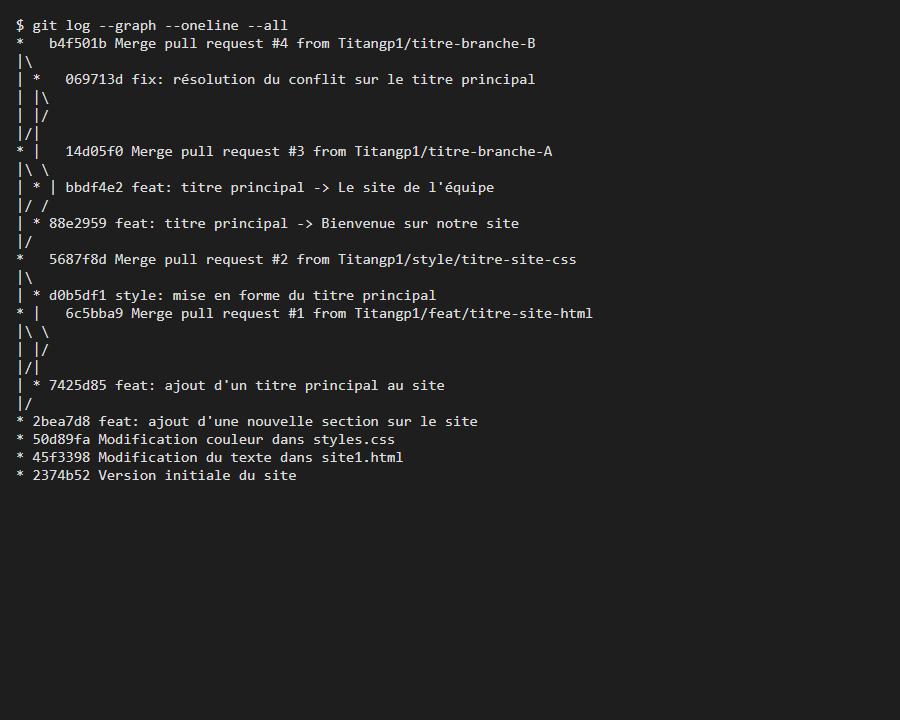 $ git log --graph --oneline --all
*   b4f501b Merge pull request #4 from Titangp1/titre-branche-B
|\
| *   069713d fix: résolution du conflit sur le titre principal
| |\
| |/
|/|
* |   14d05f0 Merge pull request #3 from Titangp1/titre-branche-A
|\ \
| * | bbdf4e2 feat: titre principal -> Le site de l'équipe
|/ /
| * 88e2959 feat: titre principal -> Bienvenue sur notre site
|/
*   5687f8d Merge pull request #2 from Titangp1/style/titre-site-css
|\
| * d0b5df1 style: mise en forme du titre principal
* |   6c5bba9 Merge pull request #1 from Titangp1/feat/titre-site-html
|\ \
| |/
|/|
| * 7425d85 feat: ajout d'un titre principal au site
|/
* 2bea7d8 feat: ajout d'une nouvelle section sur le site
* 50d89fa Modification couleur dans styles.css
* 45f3398 Modification du texte dans site1.html
* 2374b52 Version initiale du site